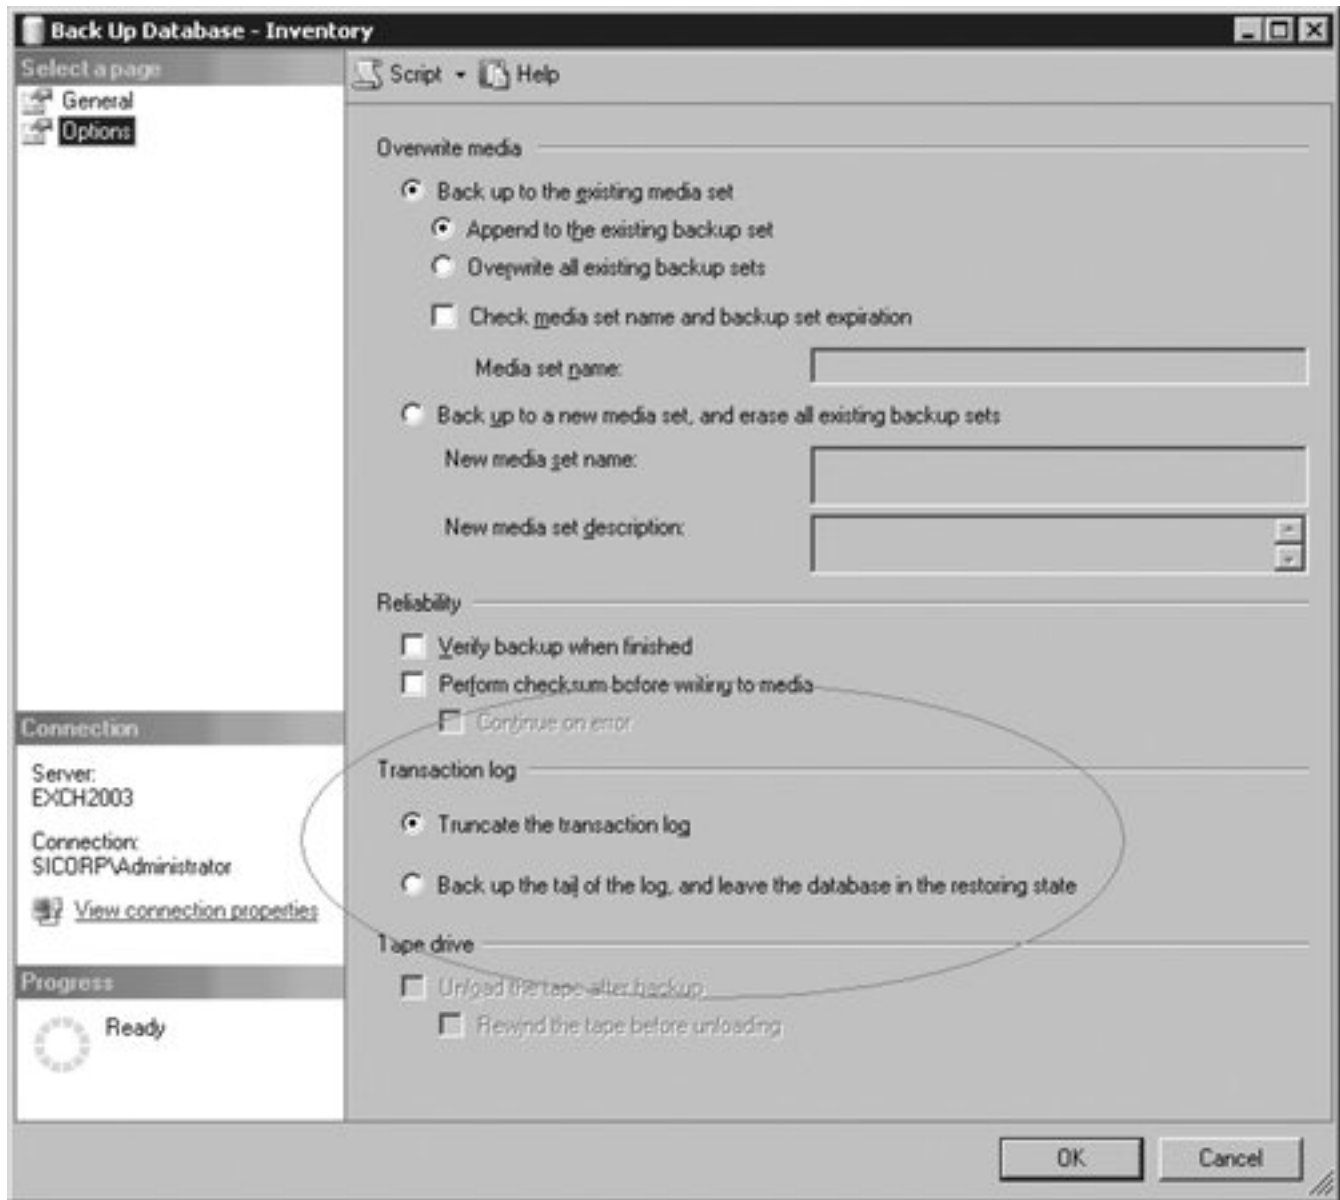 Back Up Database - Inventory
Select a page
General
Options
Script
Help
Overwrite media
Back up to the existing media set
Append to the existing backup set
Overwrite all existing backup sets
Check media set name and backup set expiration
Media set name:
Back up to a new media set, and erase all existing backup sets
New media set name:
New media set description:
Reliability
Verify backup when finished
Perform checksum before writing to media
Continue on error
Transaction log
Truncate the transaction log
Back up the tail of the log, and leave the database in the restoring state
Tape drive
Unload the tape after backup
Rewind the tape before unloading
Connection
Server:
EXCH2003
Connection:
SICORP\Administrator
View connection properties
Progress
Ready
OK
Cancel